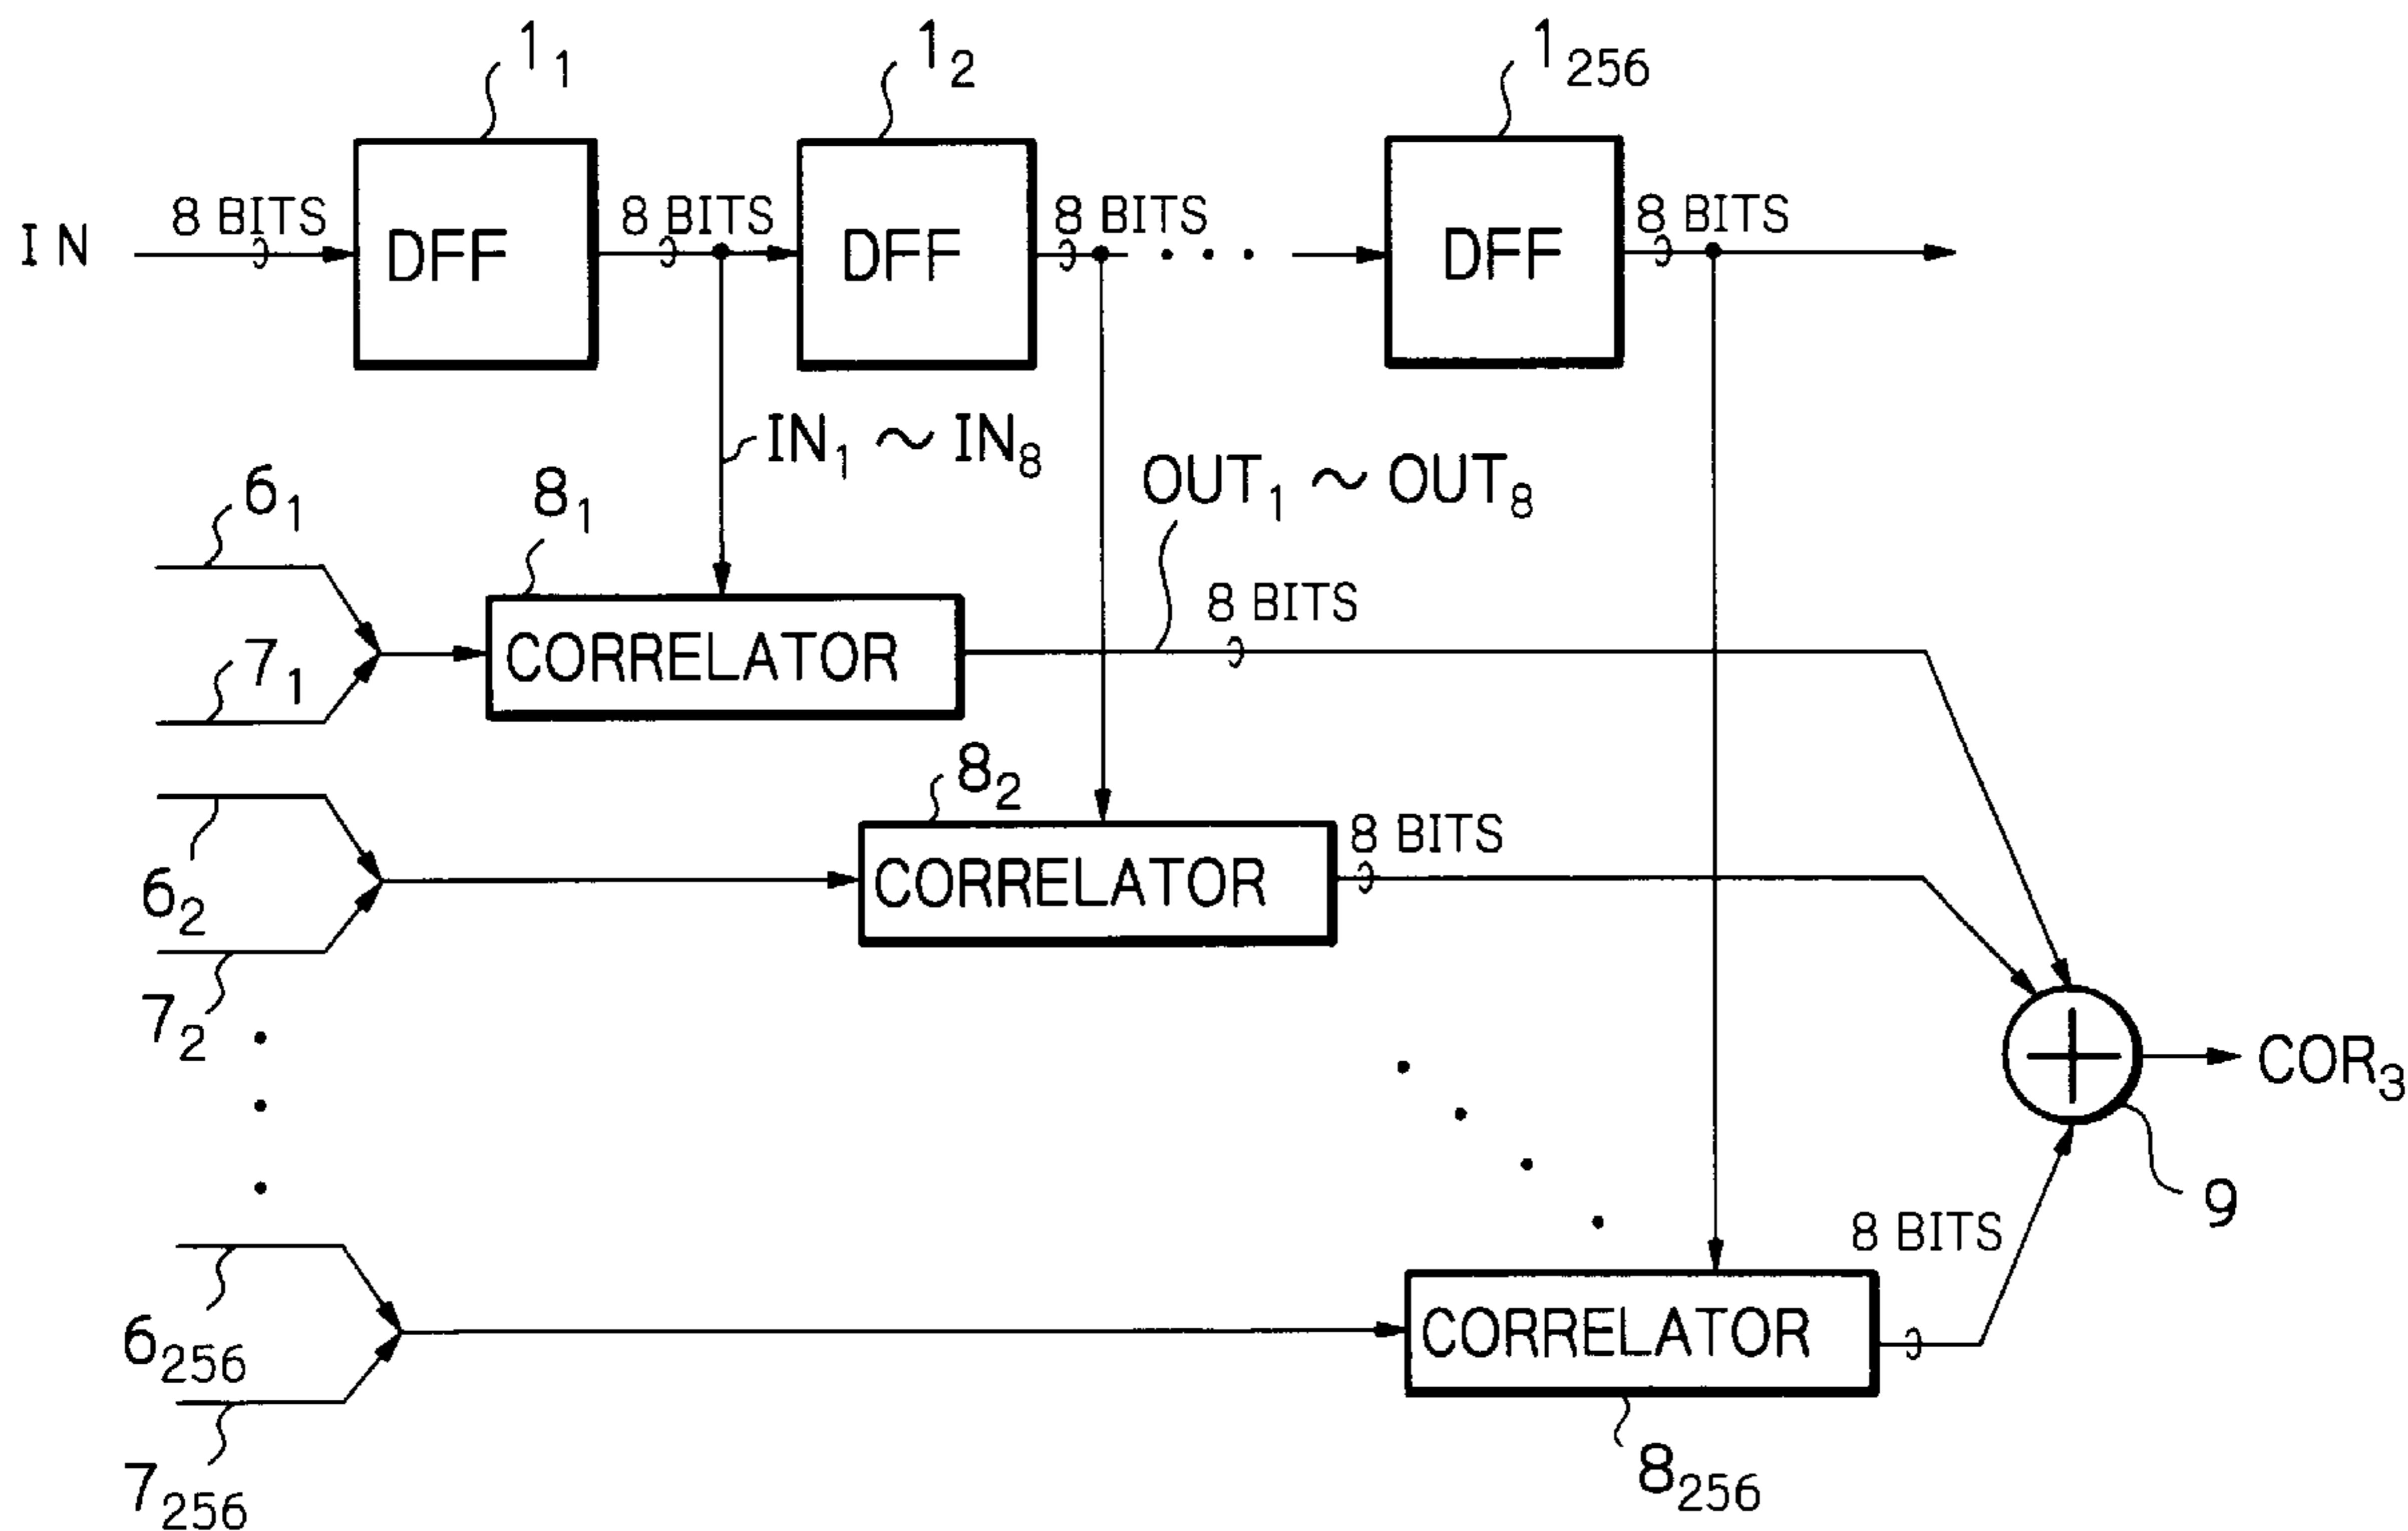 1₁
1₂
1₂₅₆
IN
8 BITS
DFF
8 BITS
DFF
8 BITS
DFF
8 BITS
IN₁ ~ IN₈
OUT₁ ~ OUT₈
6₁
8₁
8 BITS
7₁
CORRELATOR
8₂
6₂
CORRELATOR
8 BITS
7₂
COR₃
9
8 BITS
6₂₅₆
CORRELATOR
7₂₅₆
8₂₅₆